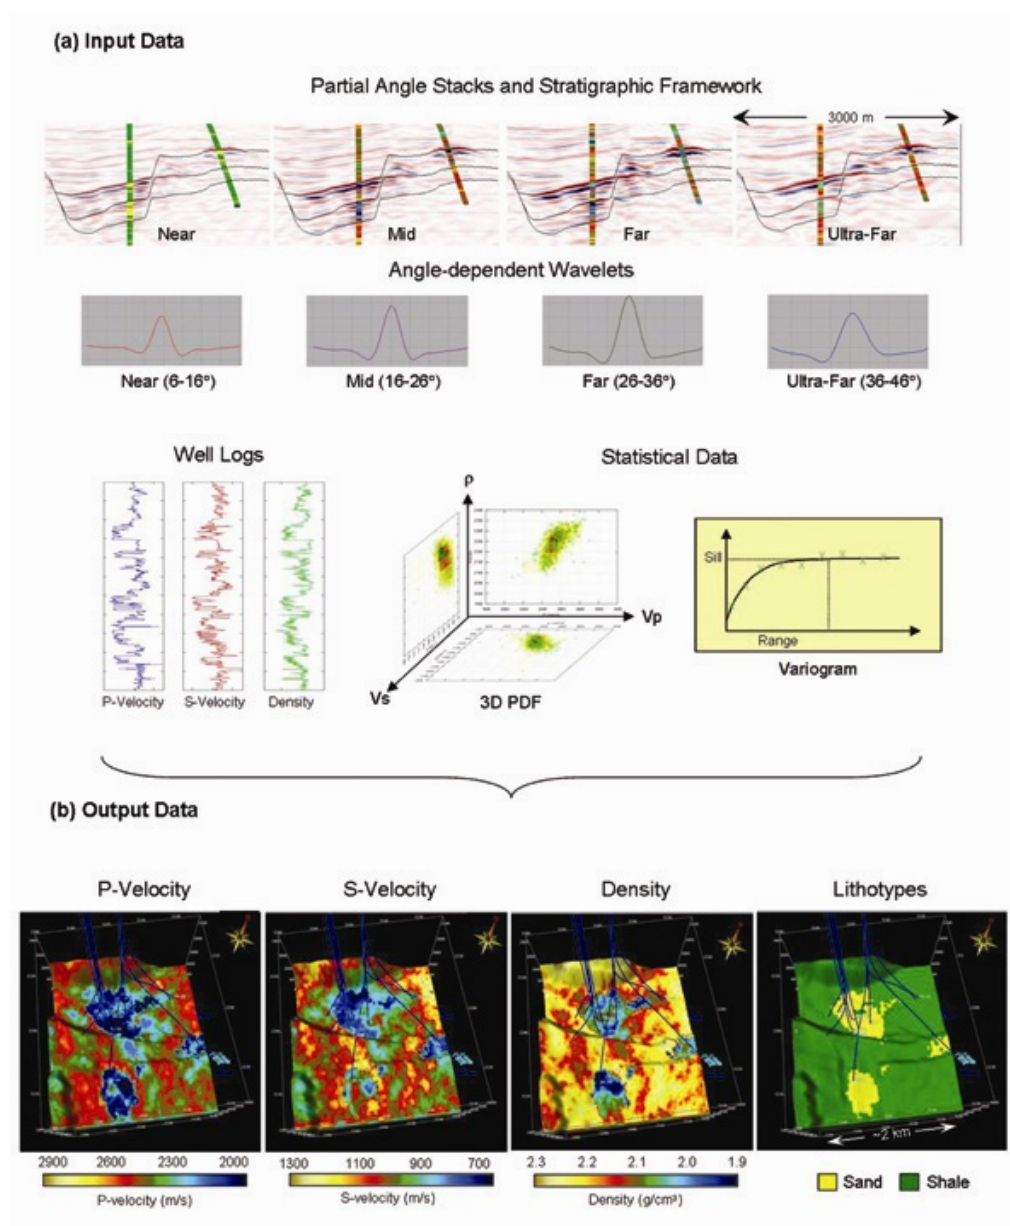 (a) Input Data
Partial Angle Stacks and Stratigraphic Framework
3000 m
Near
Mid
Far
Ultra-Far
Angle-dependent Wavelets
Near (6-16°)
Mid (16-26°)
Far (26-36°)
Ultra-Far (36-46°)
Well Logs
Statistical Data
P-Velocity
S-Velocity
Density
ρ
Vp
Vs
3D PDF
Sill
Range
Variogram
(b) Output Data
P-Velocity
S-Velocity
Density
Lithotypes
~2 km
2900 2600 2300 2000
P-velocity (m/s)
1300 1100 900 700
S-velocity (m/s)
2.3 2.2 2.1 2.0 1.9
Density (g/cm³)
Sand
Shale